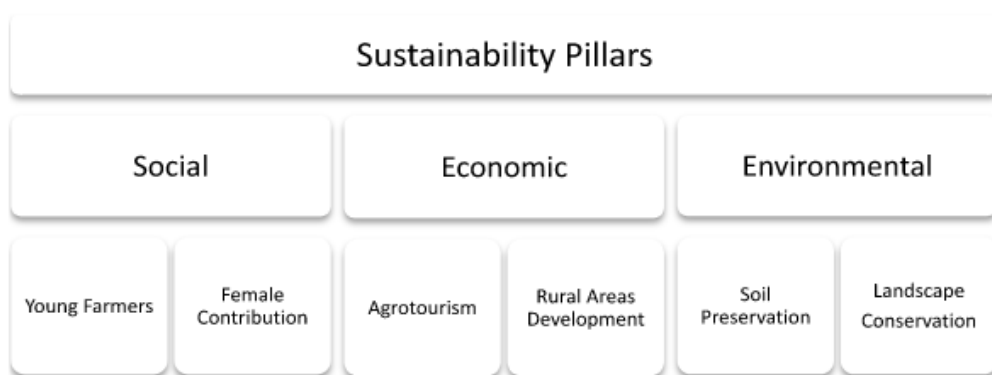 Sustainability Pillars
Social
Economic
Environmental
Young Farmers
Female
Contribution
Agrotourism
Rural Areas
Development
Soil
Preservation
Landscape
Conservation